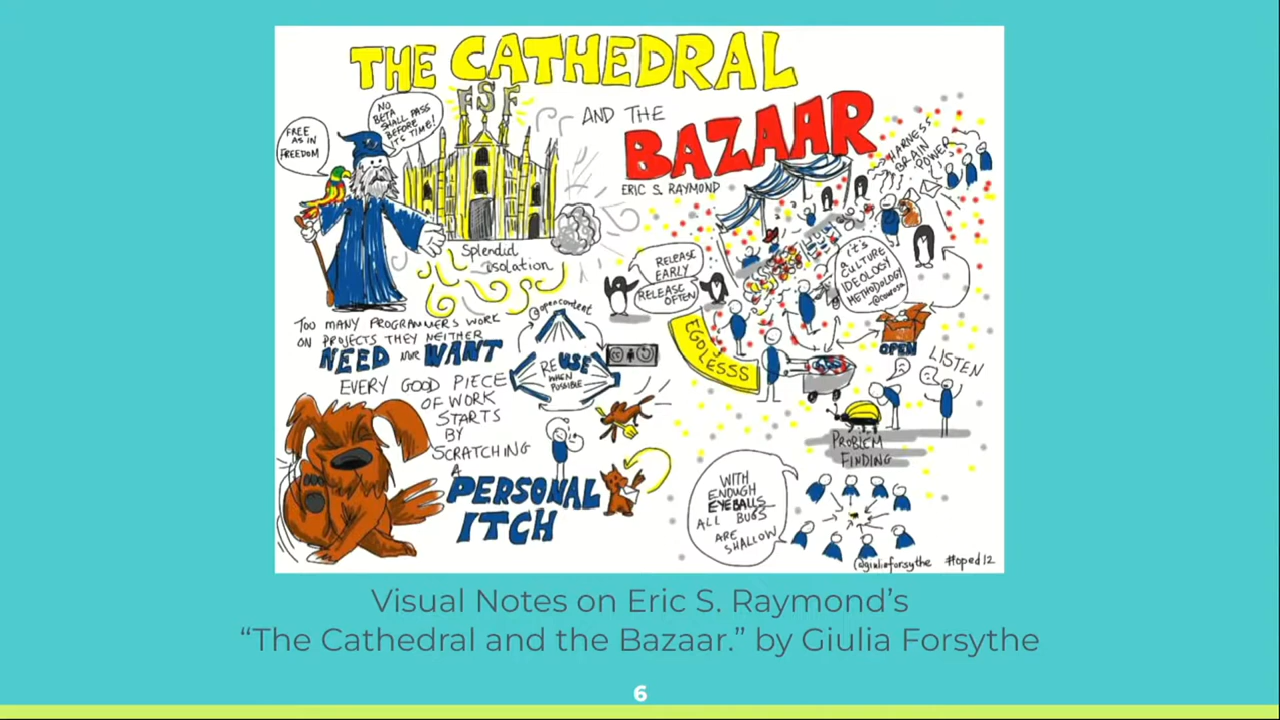 THE CATHEDRAL
AND THE
BAZAAR
ERIC S. RAYMOND
FSF
FREE
AS IN
FREEDOM
NO
BETA
SHALL PASS
BEFORE
ITS TIME!
Splendid
isolation
TOO MANY PROGRAMMERS WORK
ON PROJECTS THEY NEITHER
NEED NOR WANT
EVERY GOOD PIECE
OF WORK
STARTS
BY
SCRATCHING
A
PERSONAL
ITCH
opencontent
REUSE
WHEN
POSSIBLE
RELEASE
EARLY
RELEASE
OFTEN
EGOLESSS
HARNESS
BRAIN
POWER
it's
a
CULTURE
IDEOLOGY
METHODOLOGY
OPEN
LISTEN
PROBLEM
FINDING
WITH
ENOUGH
EYEBALLS
ALL BUGS
ARE
SHALLOW
@giuliaforsythe #oped12
Visual Notes on Eric S. Raymond’s
“The Cathedral and the Bazaar.” by Giulia Forsythe
6